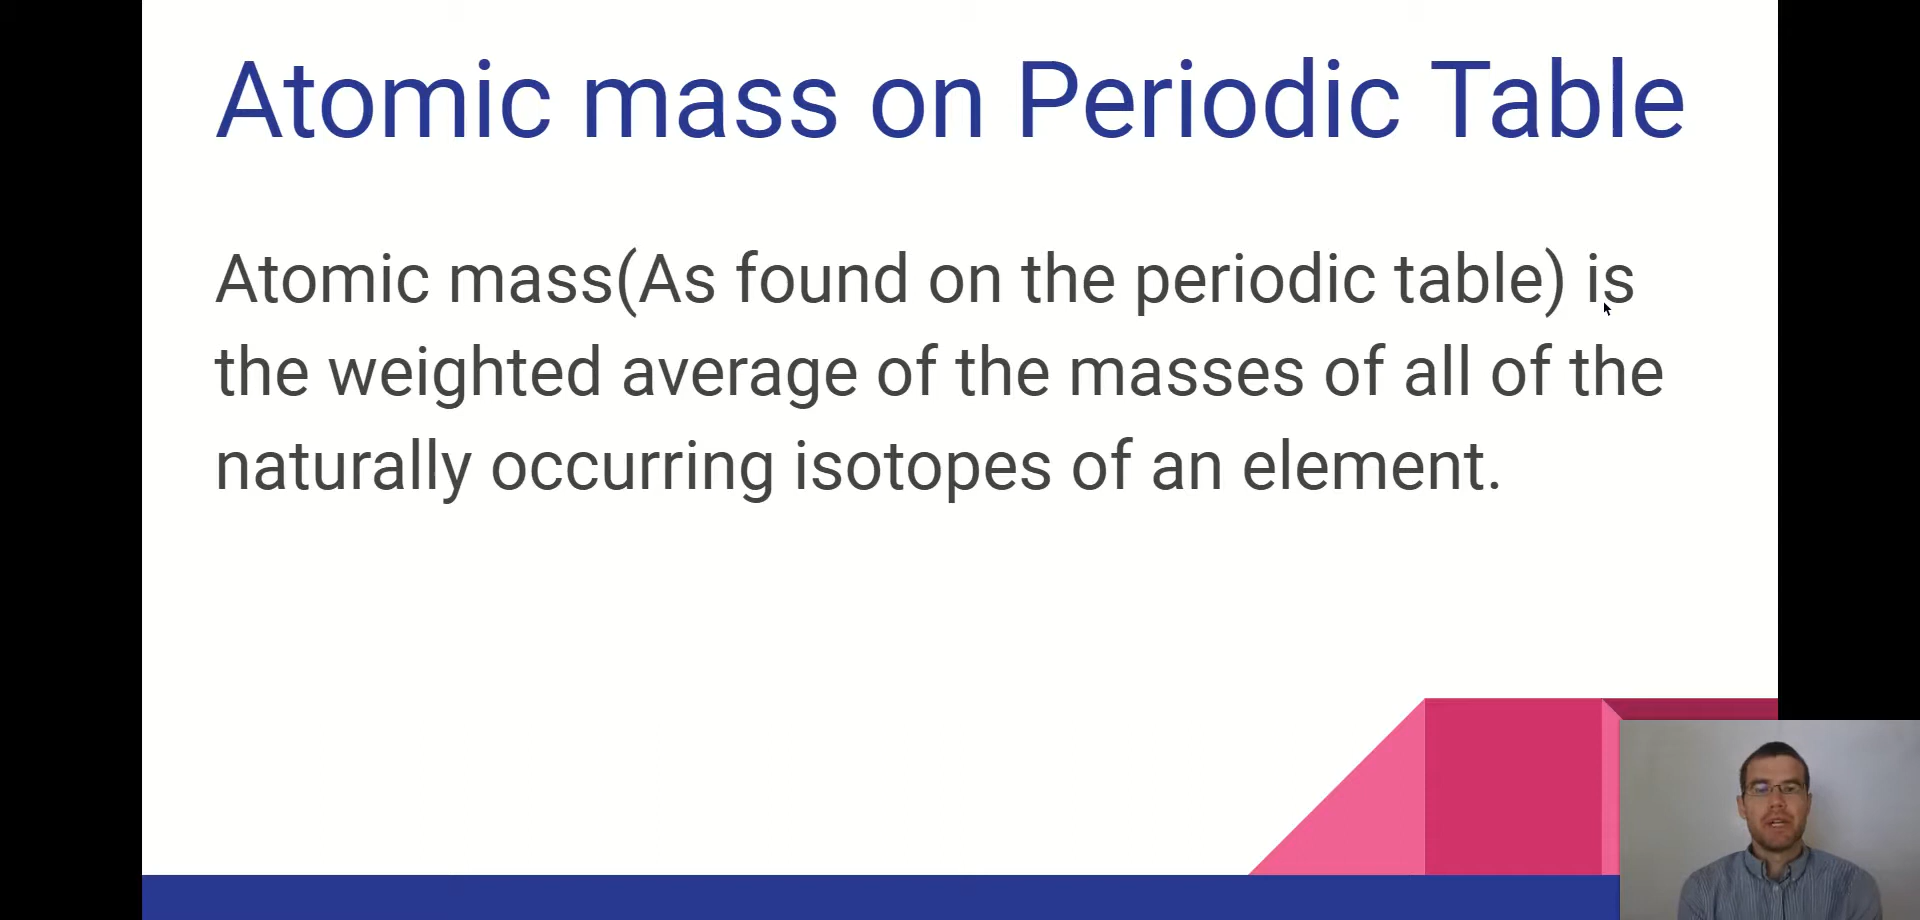 Atomic mass on Periodic Table
Atomic mass(As found on the periodic table) is
the weighted average of the masses of all of the
naturally occurring isotopes of an element.